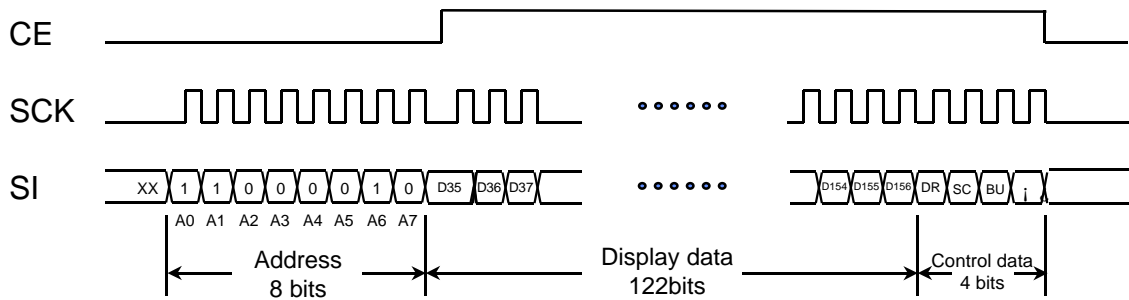 CE
SCK
SI
XX 1 1 0 0 0 0 1 0 D35 D36 D37 D154 D155 D156 DR SC BU ¡
A0 A1 A2 A3 A4 A5 A6 A7
Address
8 bits
Display data
122bits
Control data
4 bits